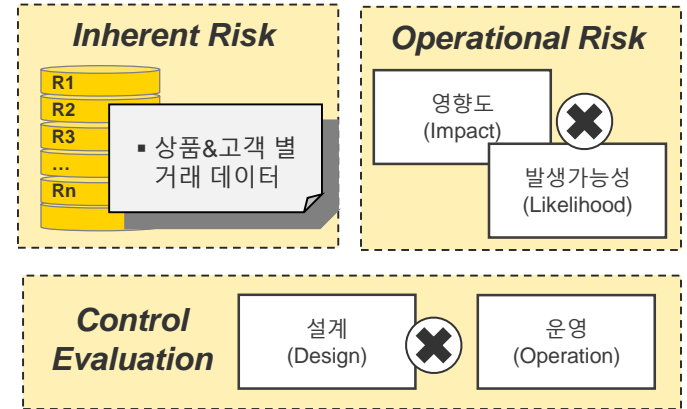 Inherent Risk
R1
R2
R3
...
Rn
▪ 상품&고객 별
거래 데이터
Operational Risk
영향도
(Impact)
발생가능성
(Likelihood)
Control
Evaluation
설계
(Design)
운영
(Operation)